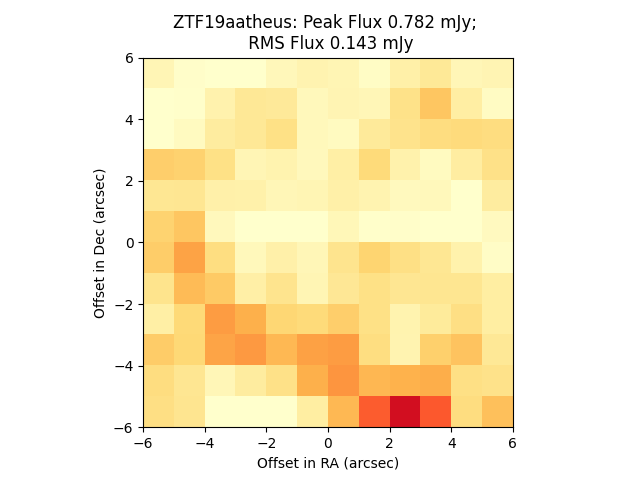 ZTF19aatheus: Peak Flux 0.782 mJy;
RMS Flux 0.143 mJy
6
4
2
0
−2
−4
−6
Offset in Dec (arcsec)
−6 −4 −2 0 2 4 6
Offset in RA (arcsec)